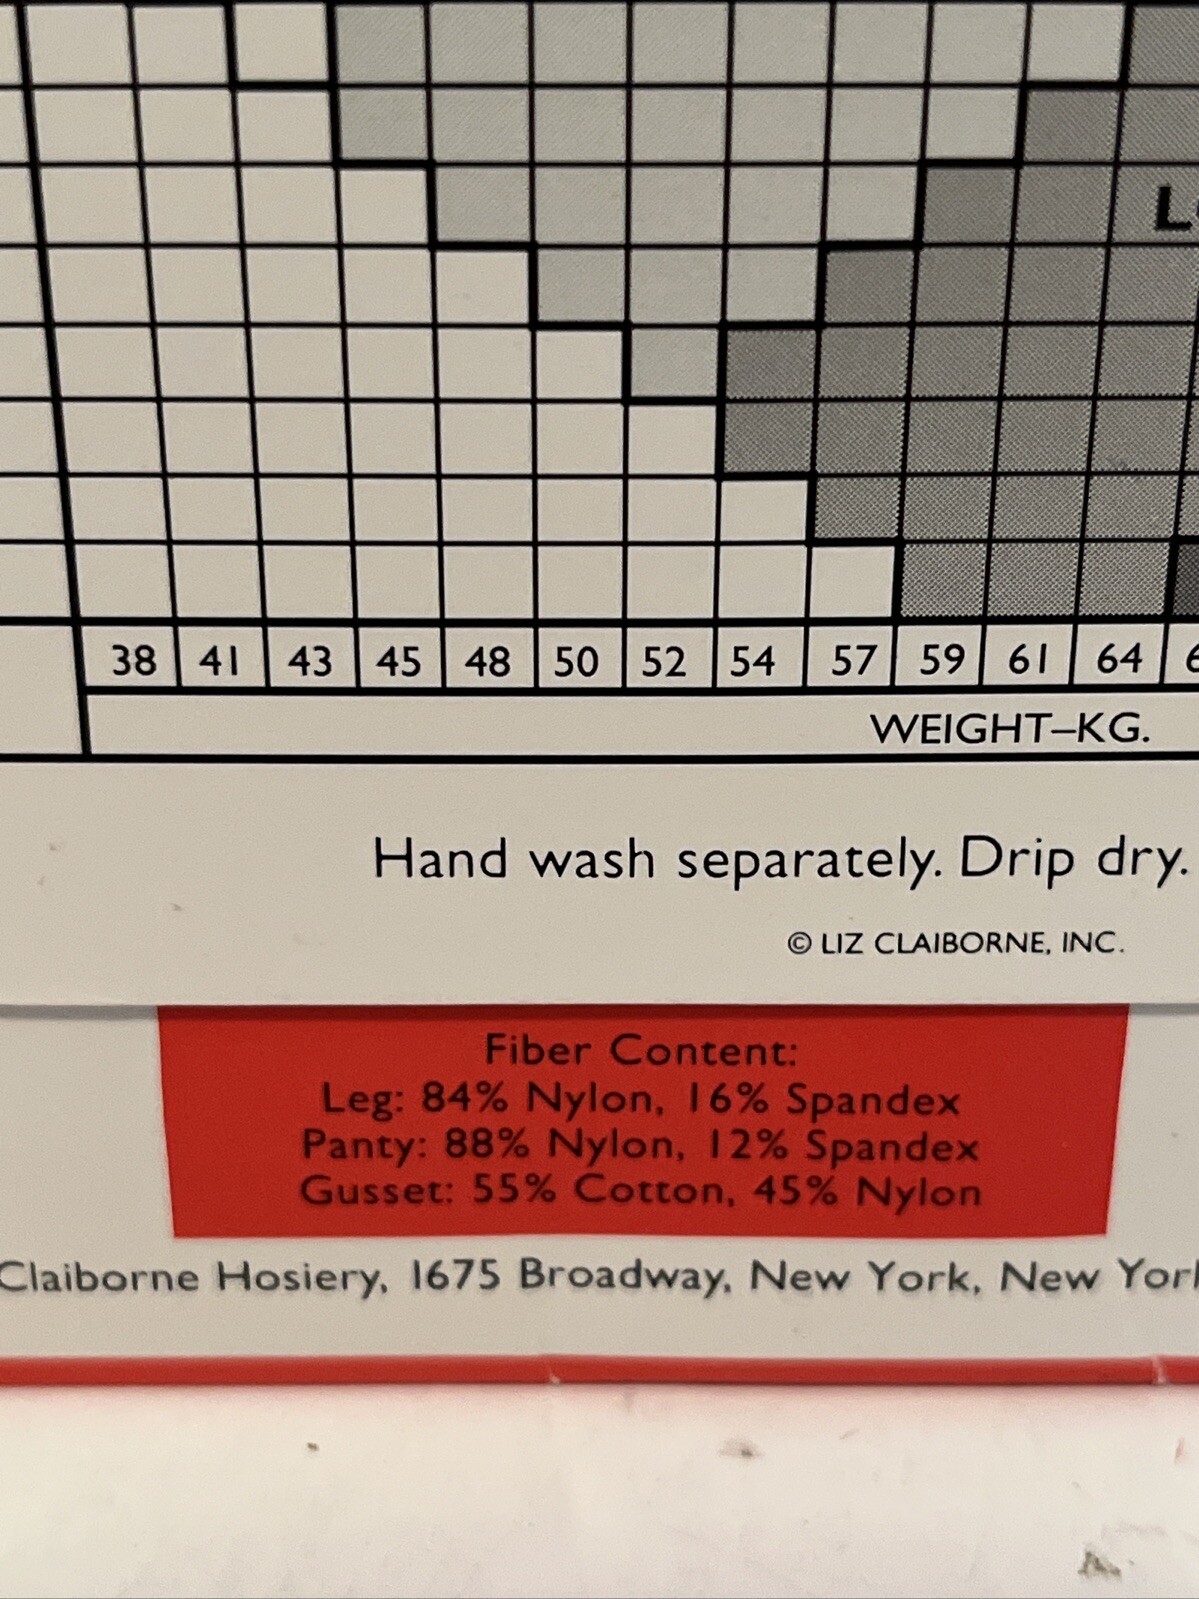 L
38 41 43 45 48 50 52 54 57 59 61 64 6
WEIGHT–KG.
Hand wash separately. Drip dry.
© LIZ CLAIBORNE, INC.
Fiber Content:
Leg: 84% Nylon, 16% Spandex
Panty: 88% Nylon, 12% Spandex
Gusset: 55% Cotton, 45% Nylon
Claiborne Hosiery, 1675 Broadway, New York, New York